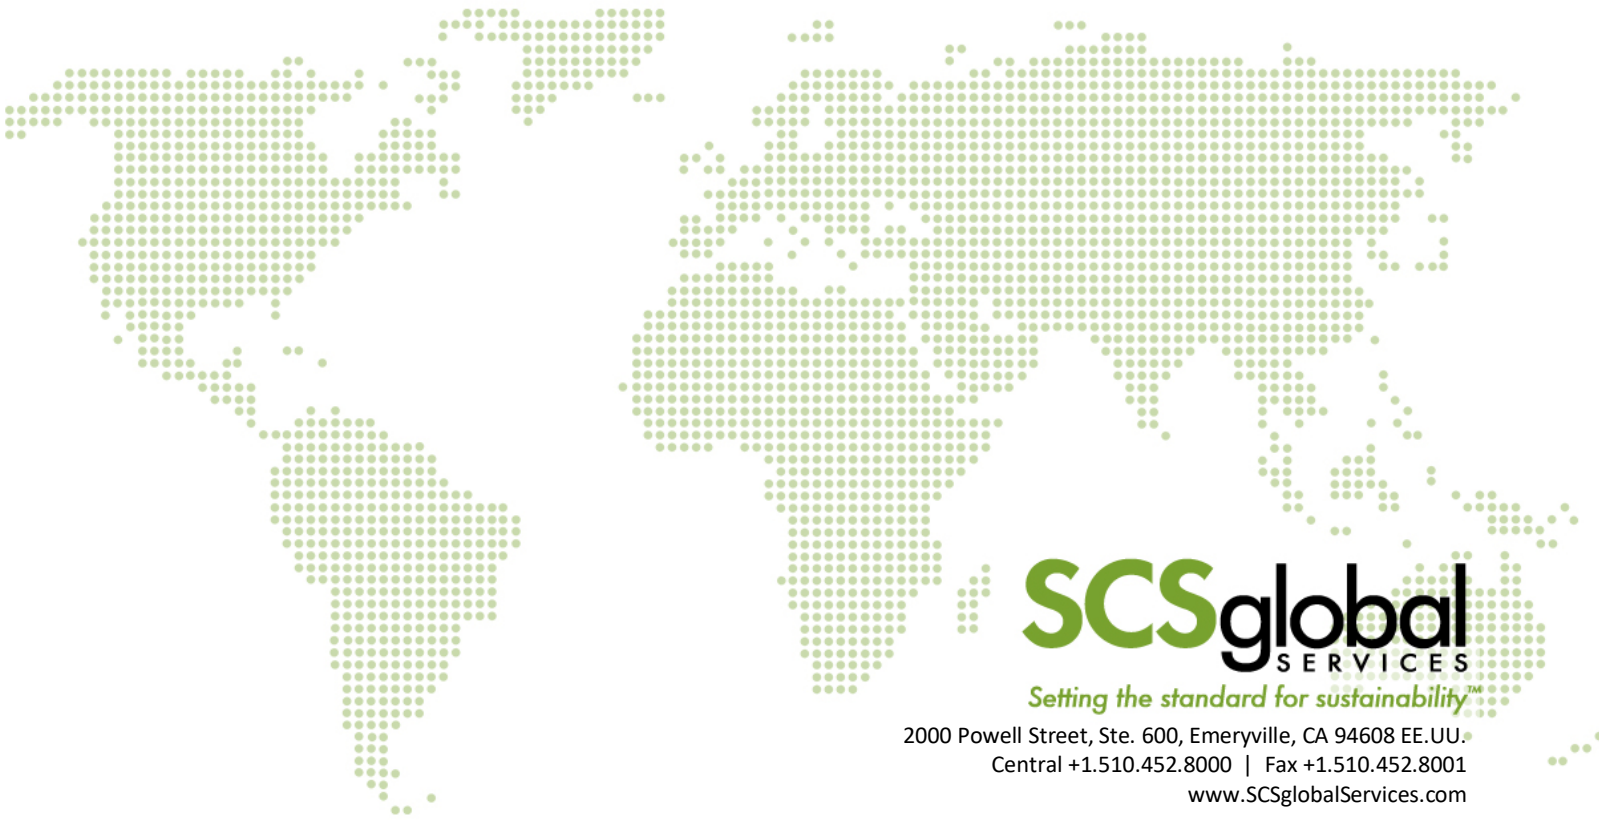 SCSglobal
SERVICES
Setting the standard for sustainability™
2000 Powell Street, Ste. 600, Emeryville, CA 94608 EE.UU.
Central +1.510.452.8000 | Fax +1.510.452.8001
www.SCSglobalServices.com